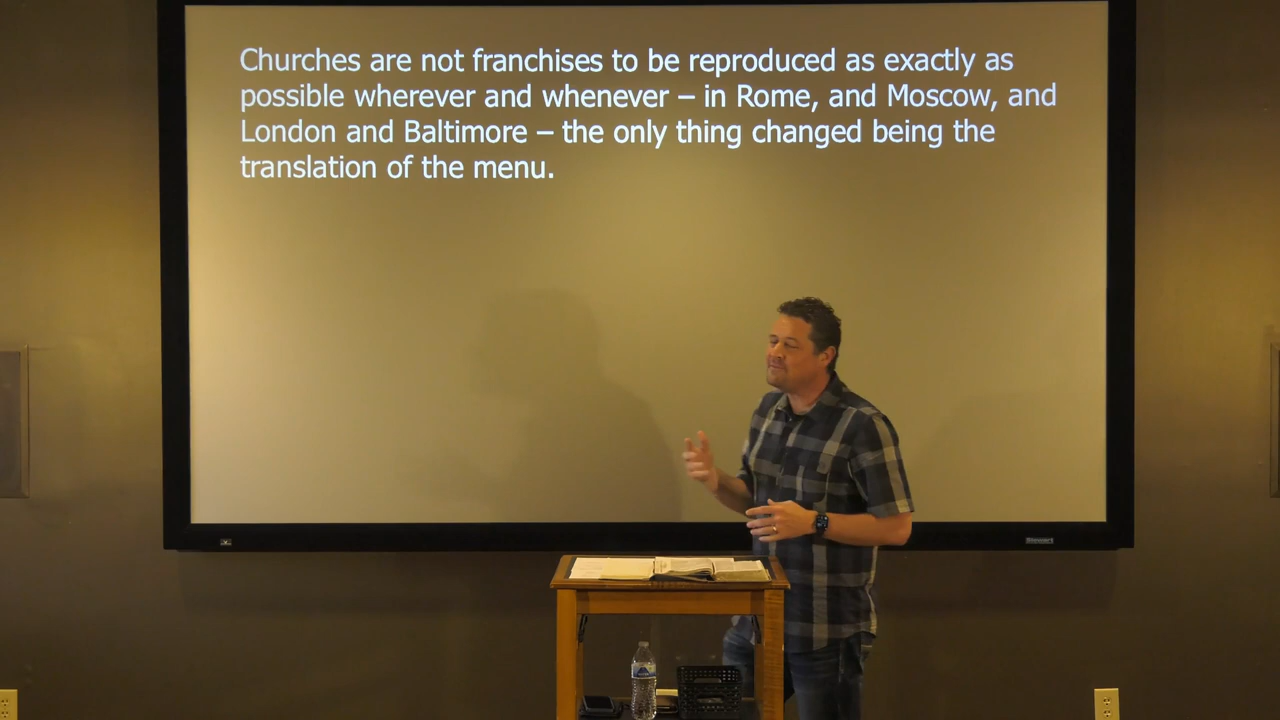 Churches are not franchises to be reproduced as exactly as
possible wherever and whenever – in Rome, and Moscow, and
London and Baltimore – the only thing changed being the
translation of the menu.
Stewart